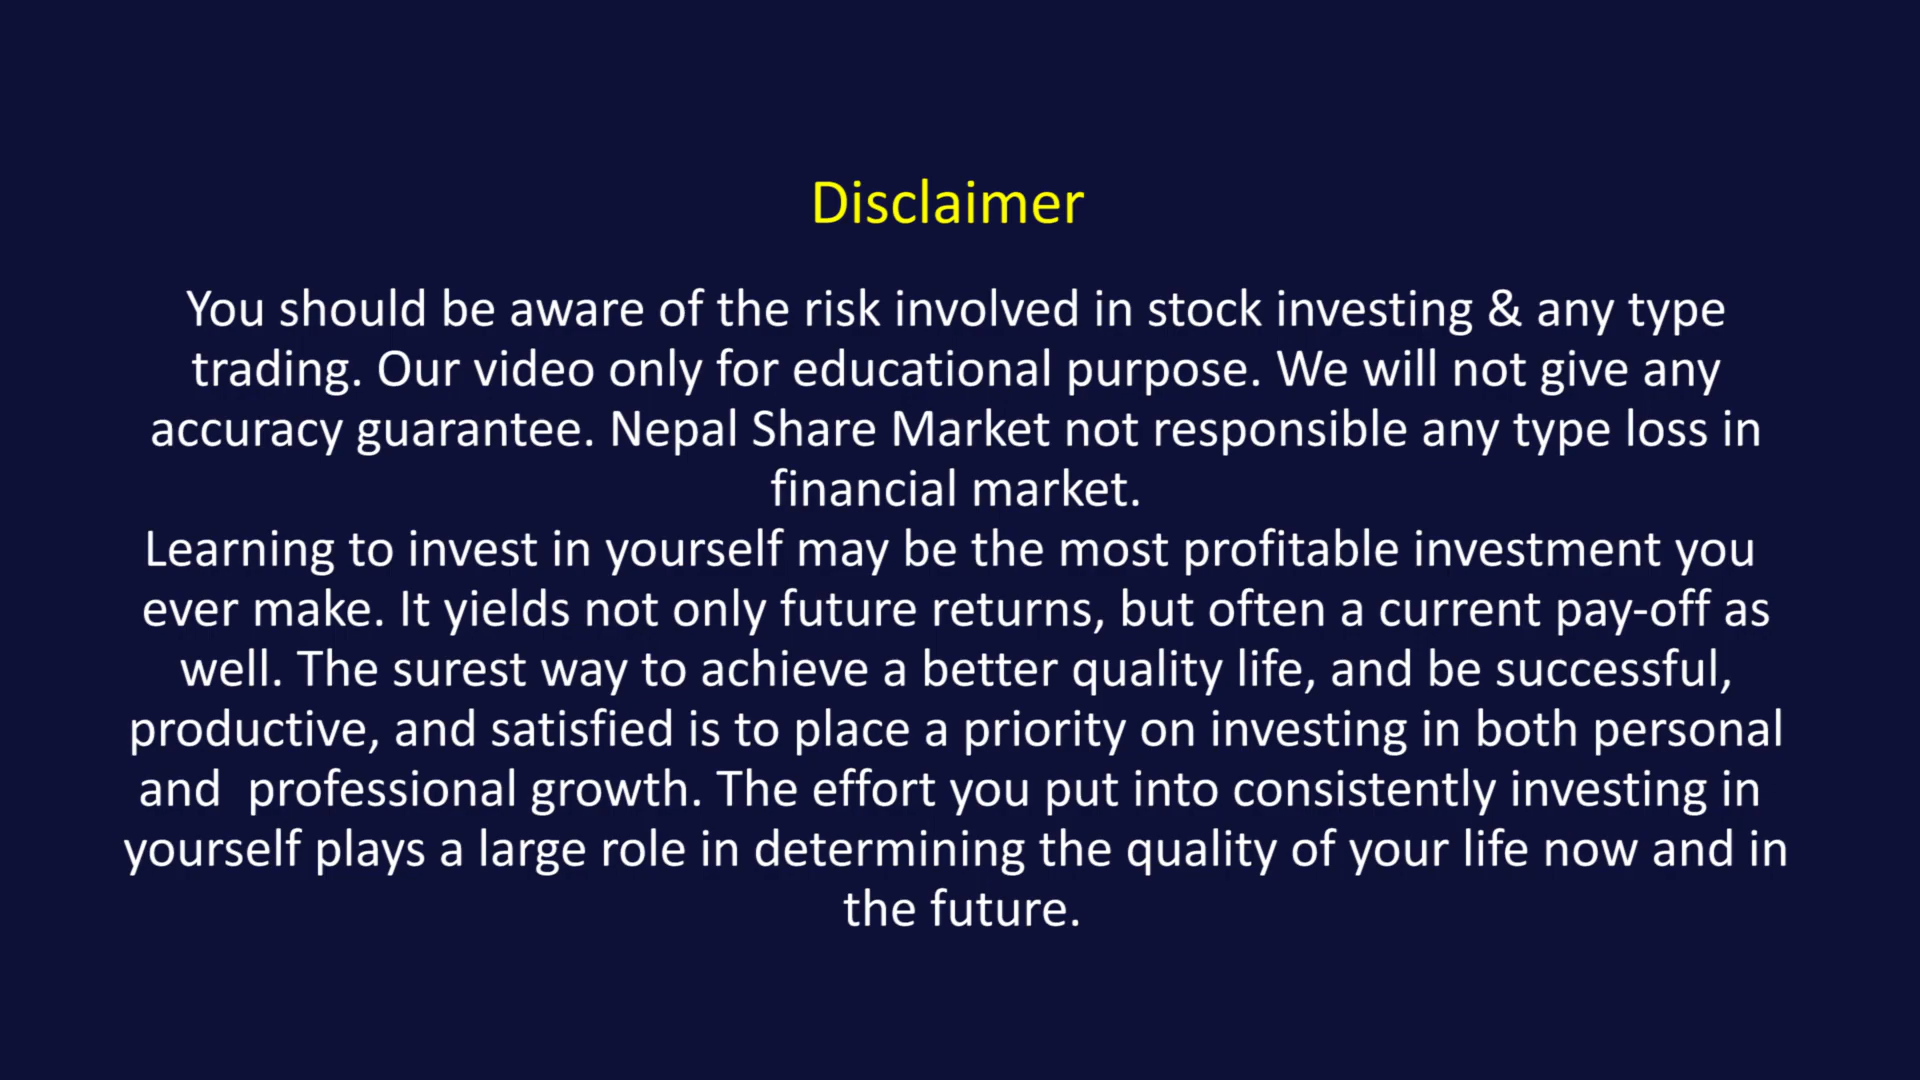 Disclaimer
You should be aware of the risk involved in stock investing & any type
trading. Our video only for educational purpose. We will not give any
accuracy guarantee. Nepal Share Market not responsible any type loss in
financial market.
Learning to invest in yourself may be the most profitable investment you
ever make. It yields not only future returns, but often a current pay-off as
well. The surest way to achieve a better quality life, and be successful,
productive, and satisfied is to place a priority on investing in both personal
and  professional growth. The effort you put into consistently investing in
yourself plays a large role in determining the quality of your life now and in
the future.